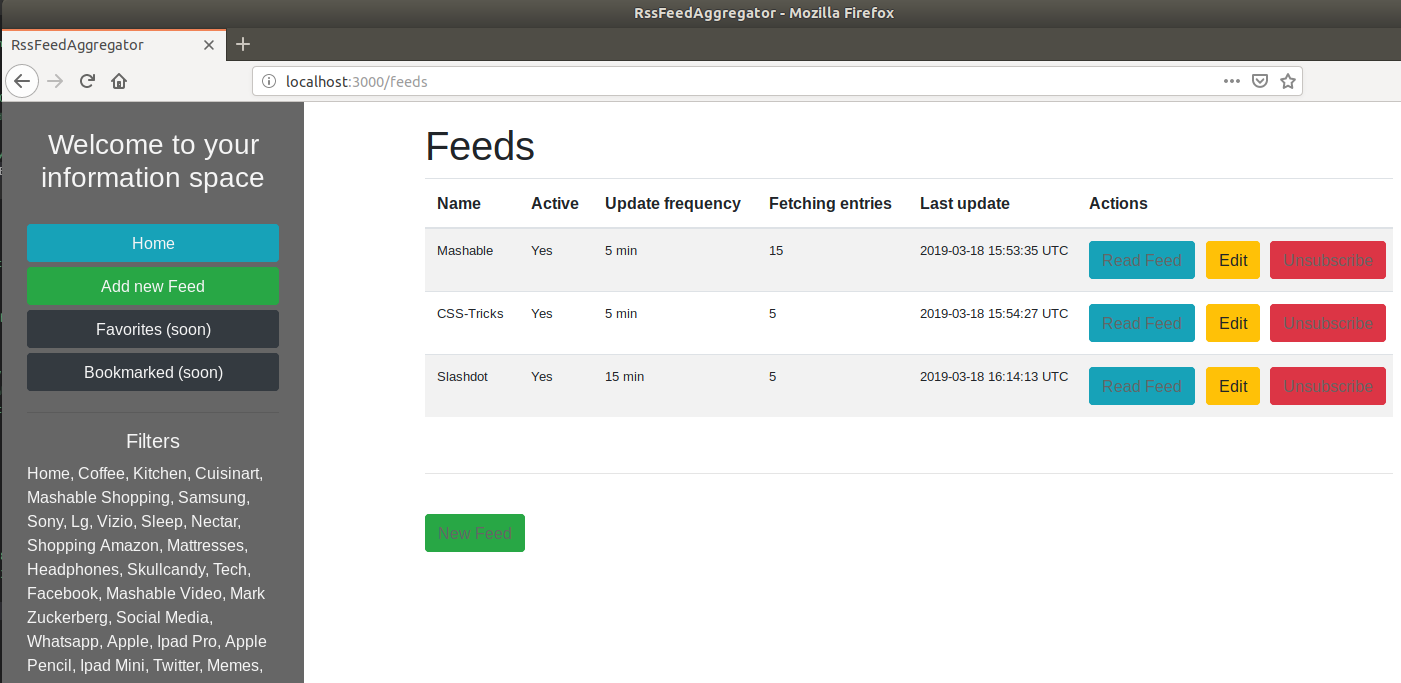 RssFeedAggregator - Mozilla Firefox
RssFeedAggregator
localhost:3000/feeds
Welcome to your
information space
Home
Add new Feed
Favorites (soon)
Bookmarked (soon)
Filters
Home, Coffee, Kitchen, Cuisinart,
Mashable Shopping, Samsung,
Sony, Lg, Vizio, Sleep, Nectar,
Shopping Amazon, Mattresses,
Headphones, Skullcandy, Tech,
Facebook, Mashable Video, Mark
Zuckerberg, Social Media,
Whatsapp, Apple, Ipad Pro, Apple
Pencil, Ipad Mini, Twitter, Memes,
Feeds
Name Active Update frequency Fetching entries Last update Actions
Mashable Yes 5 min 15 2019-03-18 15:53:35 UTC Read Feed Edit Unsubscribe
CSS-Tricks Yes 5 min 5 2019-03-18 15:54:27 UTC Read Feed Edit Unsubscribe
Slashdot Yes 15 min 5 2019-03-18 16:14:13 UTC Read Feed Edit Unsubscribe
New Feed